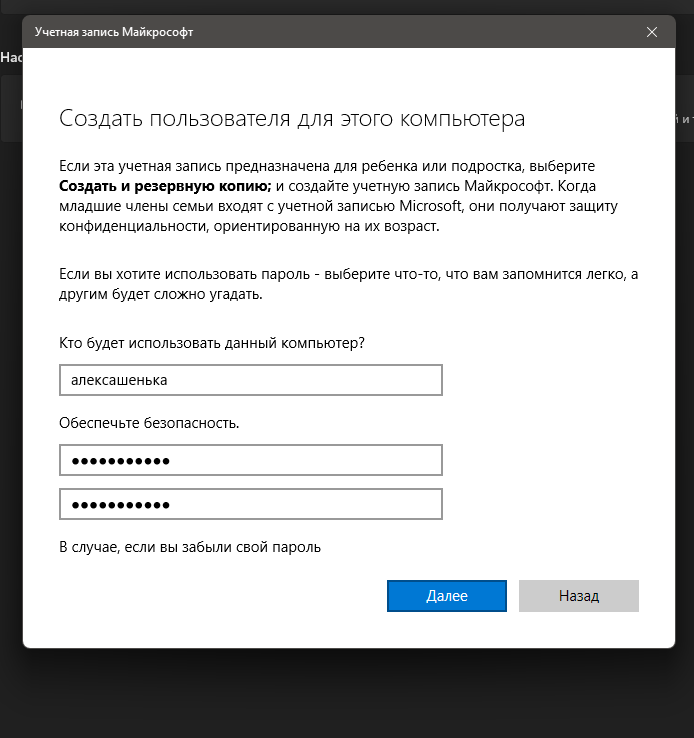 Учетная запись Майкрософт
Нас
Создать пользователя для этого компьютера
Если эта учетная запись предназначена для ребенка или подростка, выберите
Создать и резервную копию; и создайте учетную запись Майкрософт. Когда
младшие члены семьи входят с учетной записью Microsoft, они получают защиту
конфиденциальности, ориентированную на их возраст.
Если вы хотите использовать пароль - выберите что-то, что вам запомнится легко, а
другим будет сложно угадать.
Кто будет использовать данный компьютер?
алексашенька
Обеспечьте безопасность.
●●●●●●●●●●●
●●●●●●●●●●●
В случае, если вы забыли свой пароль
Далее
Назад